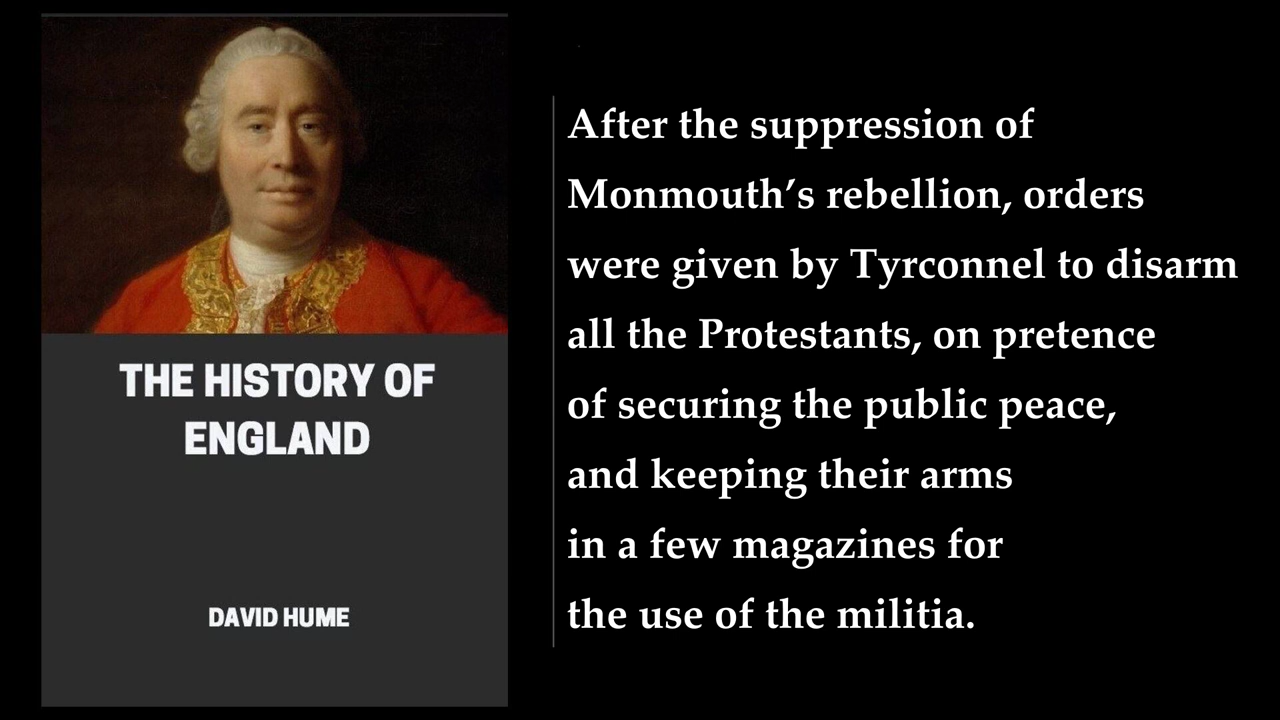 THE HISTORY OF
ENGLAND
DAVID HUME
After the suppression of
Monmouth’s rebellion, orders
were given by Tyrconnel to disarm
all the Protestants, on pretence
of securing the public peace,
and keeping their arms
in a few magazines for
the use of the militia.